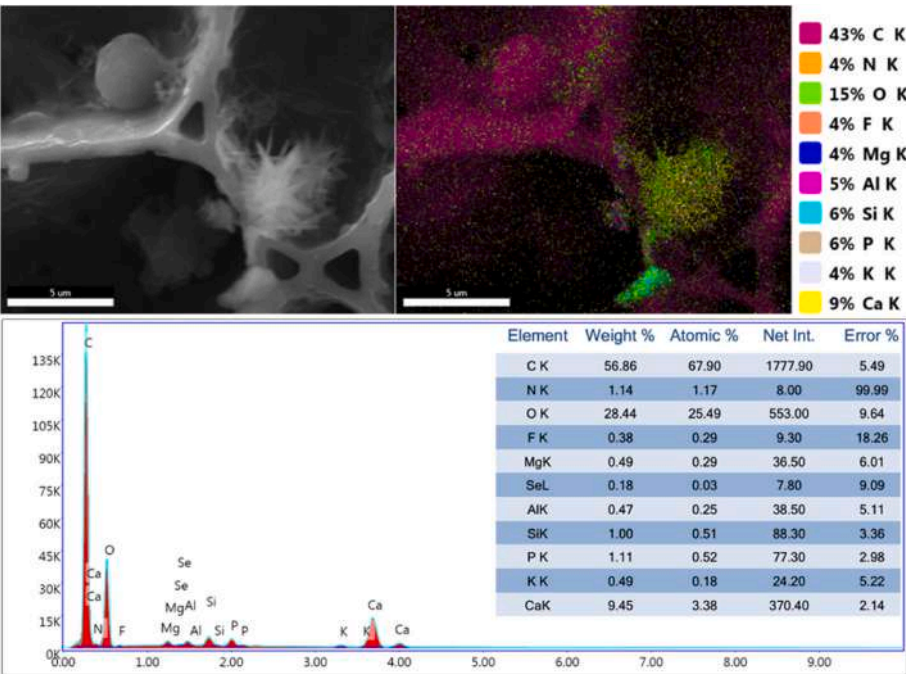 43% C K
4% N K
15% O K
4% F K
4% Mg K
5% Al K
6% Si K
6% P K
4% K K
9% Ca K
5 um
5 um
Element Weight % Atomic % Net Int. Error %
C K 56.86 67.90 1777.90 5.49
N K 1.14 1.17 8.00 99.99
O K 28.44 25.49 553.00 9.64
F K 0.38 0.29 9.30 18.26
MgK 0.49 0.29 36.50 6.01
SeL 0.18 0.03 7.80 9.09
AlK 0.47 0.25 38.50 5.11
SiK 1.00 0.51 88.30 3.36
P K 1.11 0.52 77.30 2.98
K K 0.49 0.18 24.20 5.22
CaK 9.45 3.38 370.40 2.14
135K
120K
105K
90K
75K
60K
45K
30K
15K
0K
C
O
Ca
Ca
N
F
Se
Se
Mg Al
Mg
Al
Si
Si
P
P
K
K
Ca
Ca
0.00 1.00 2.00 3.00 4.00 5.00 6.00 7.00 8.00 9.00